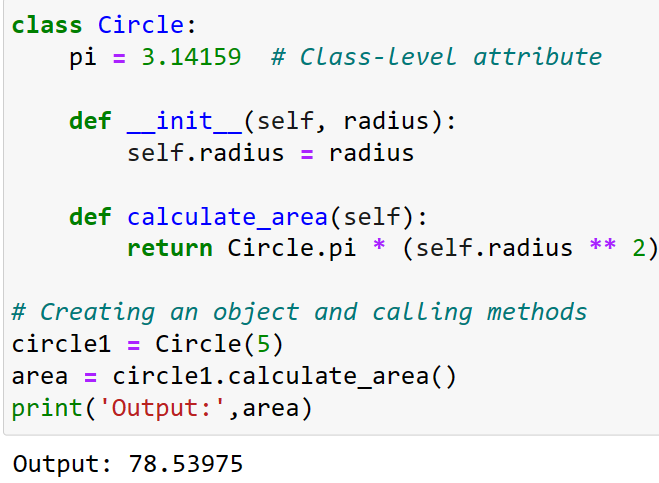 class Circle:
    pi = 3.14159  # Class-level attribute

    def __init__(self, radius):
        self.radius = radius

    def calculate_area(self):
        return Circle.pi * (self.radius ** 2)

# Creating an object and calling methods
circle1 = Circle(5)
area = circle1.calculate_area()
print('Output:',area)
Output: 78.53975